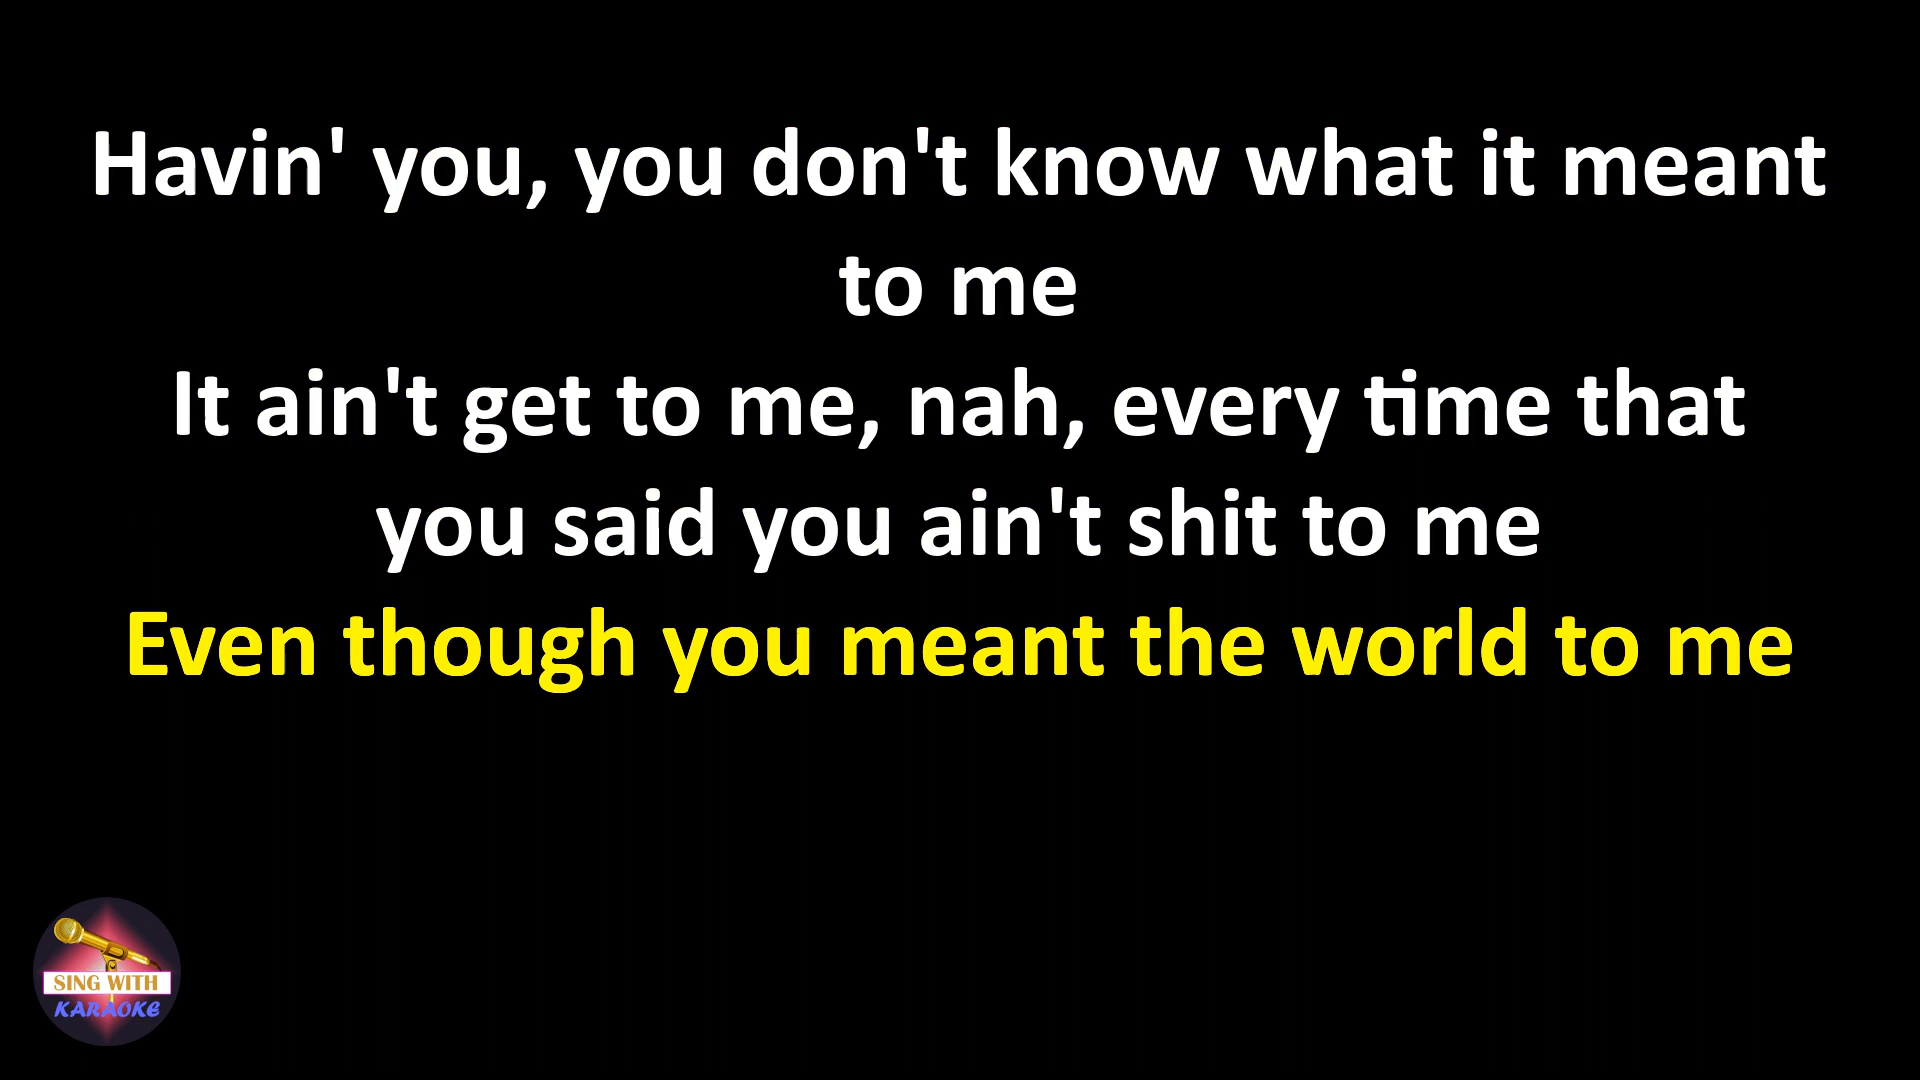 Havin' you, you don't know what it meant
to me
It ain't get to me, nah, every time that
you said you ain't shit to me
Even though you meant the world to me
SING WITH
KARAOKE